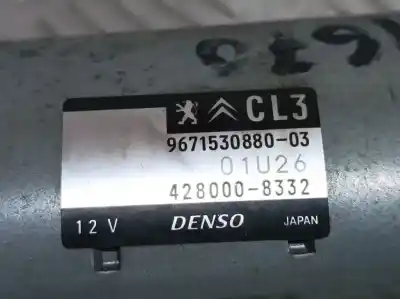 CL3
9671530880-03
01U26
428000-8332
12 V DENSO JAPAN